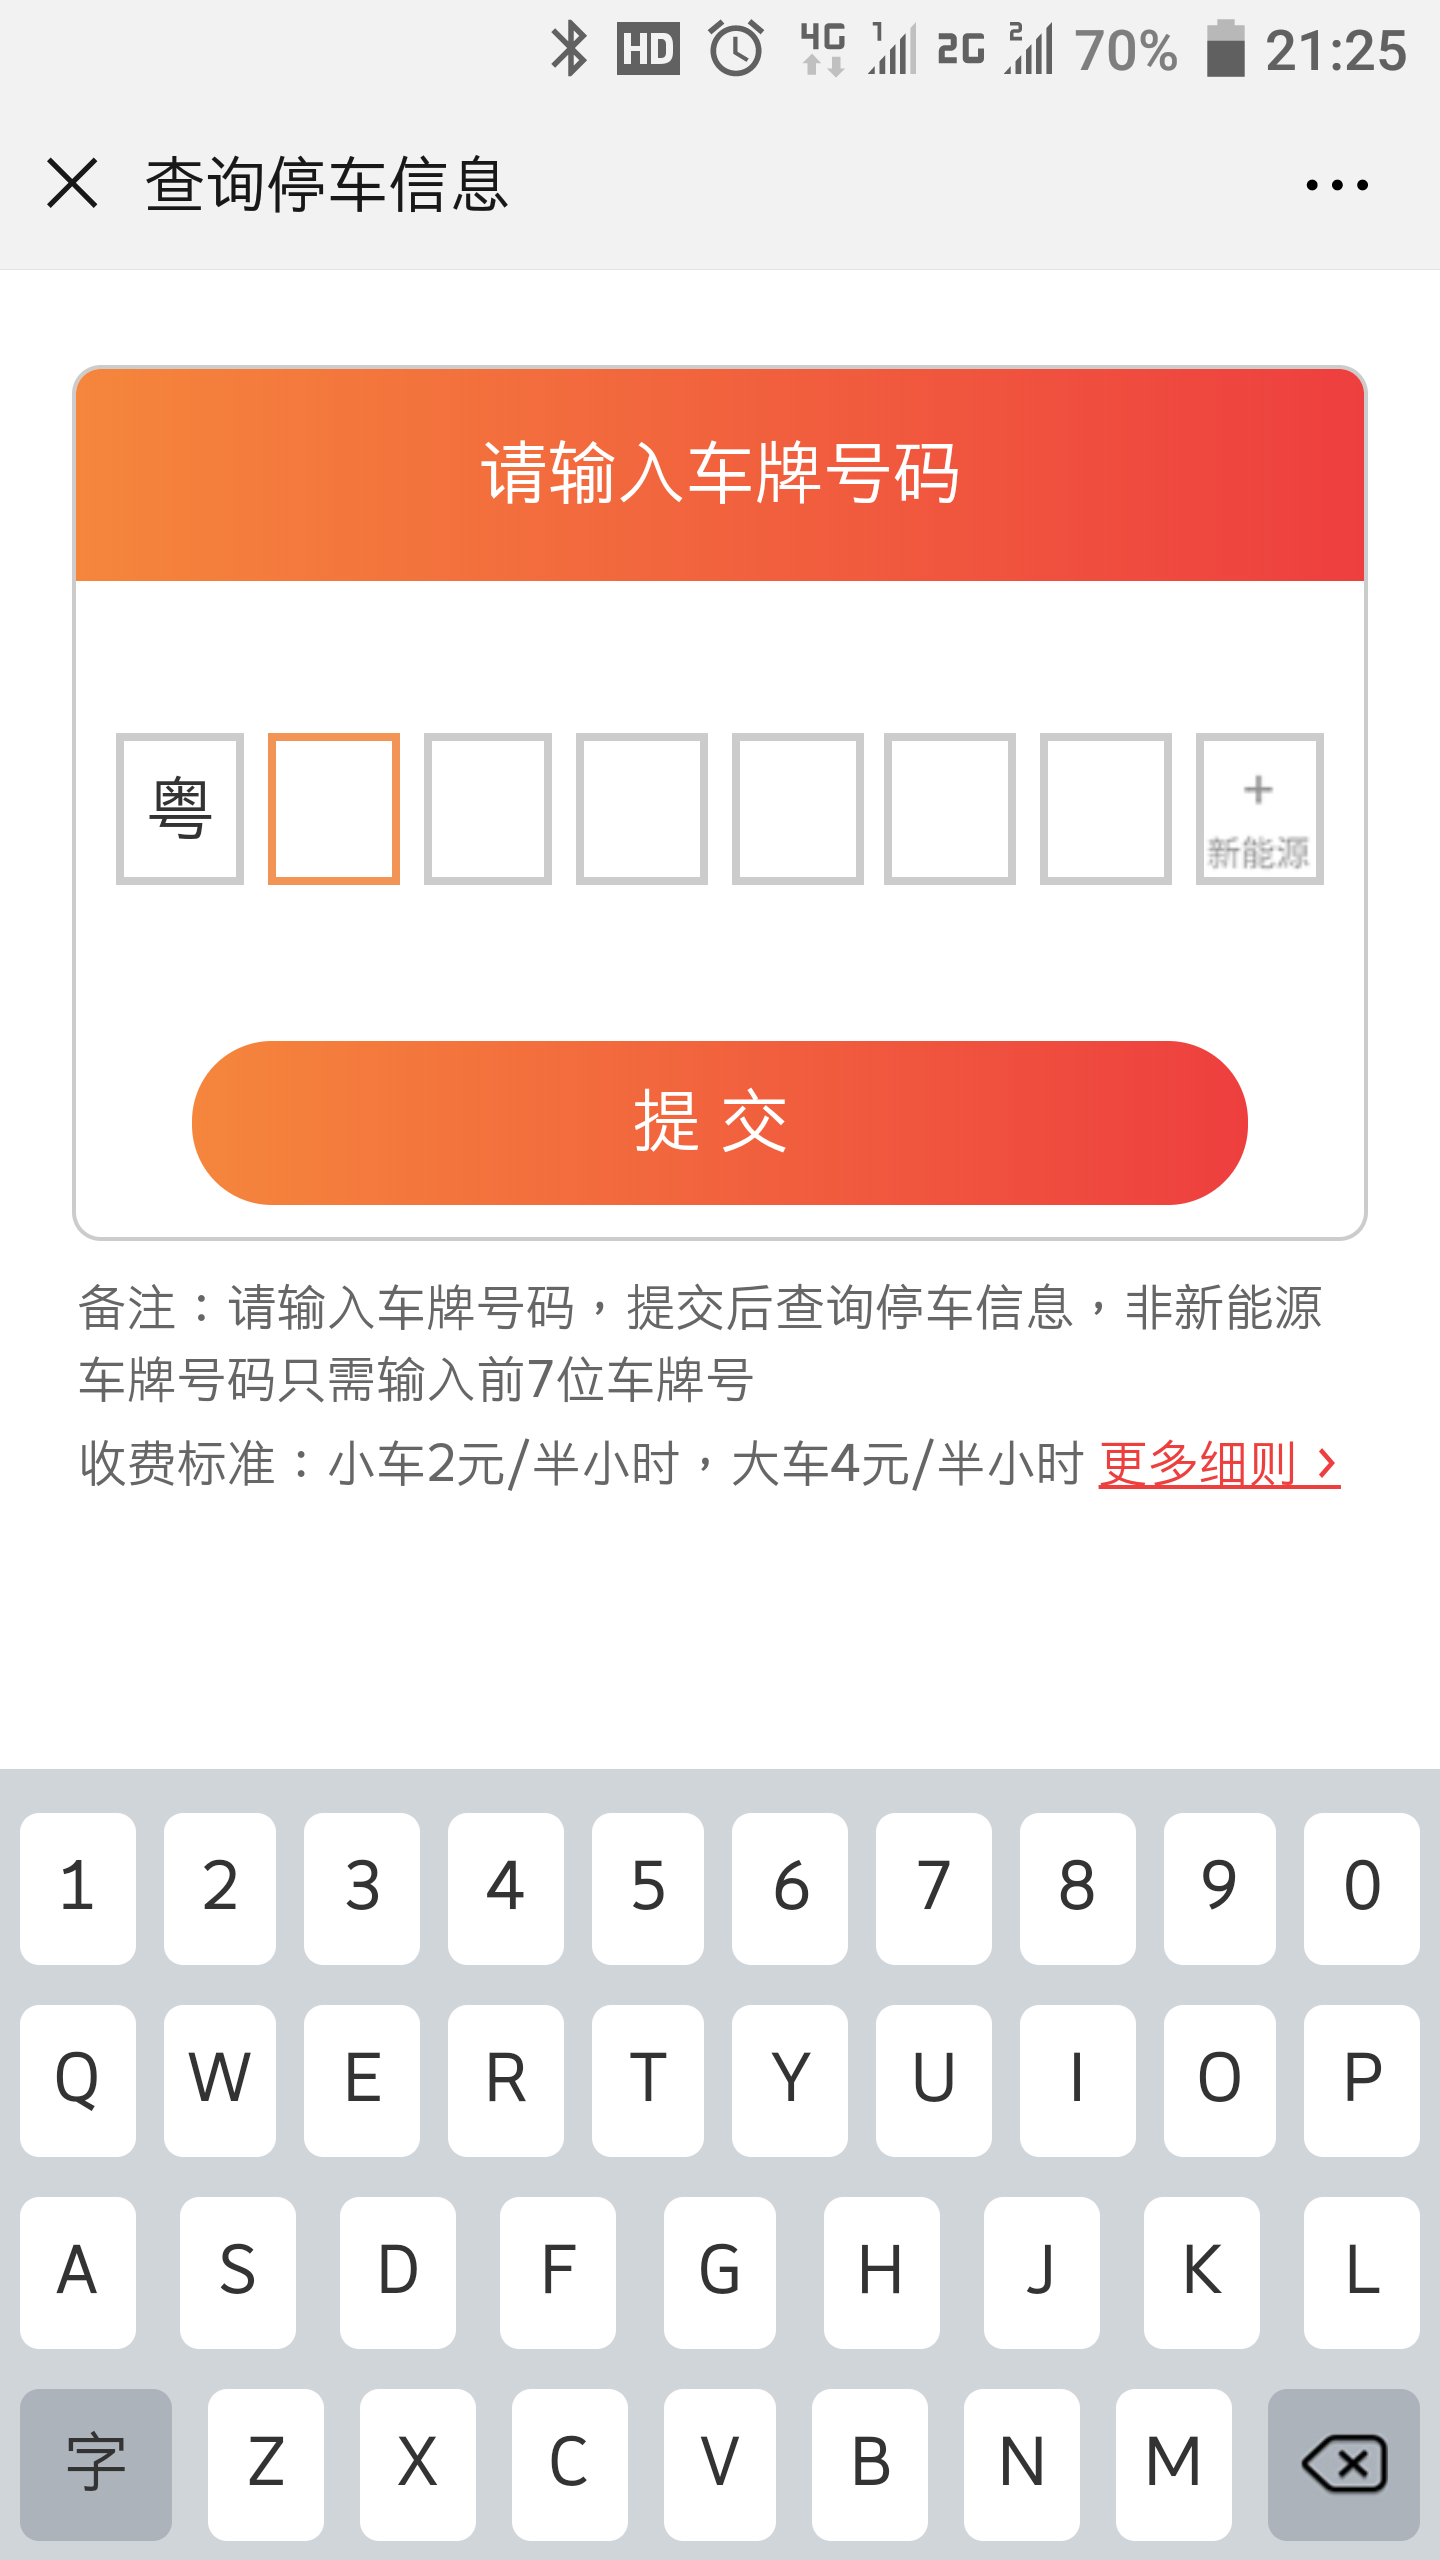 HD 4G 1 2G 2 70% 21:25
查询停车信息
请输入车牌号码
粤 +
新能源
提 交
备注：请输入车牌号码，提交后查询停车信息，非新能源
车牌号码只需输入前7位车牌号
收费标准：小车2元/半小时，大车4元/半小时 更多细则 >
1 2 3 4 5 6 7 8 9 0
Q W E R T Y U I O P
A S D F G H J K L
字 Z X C V B N M